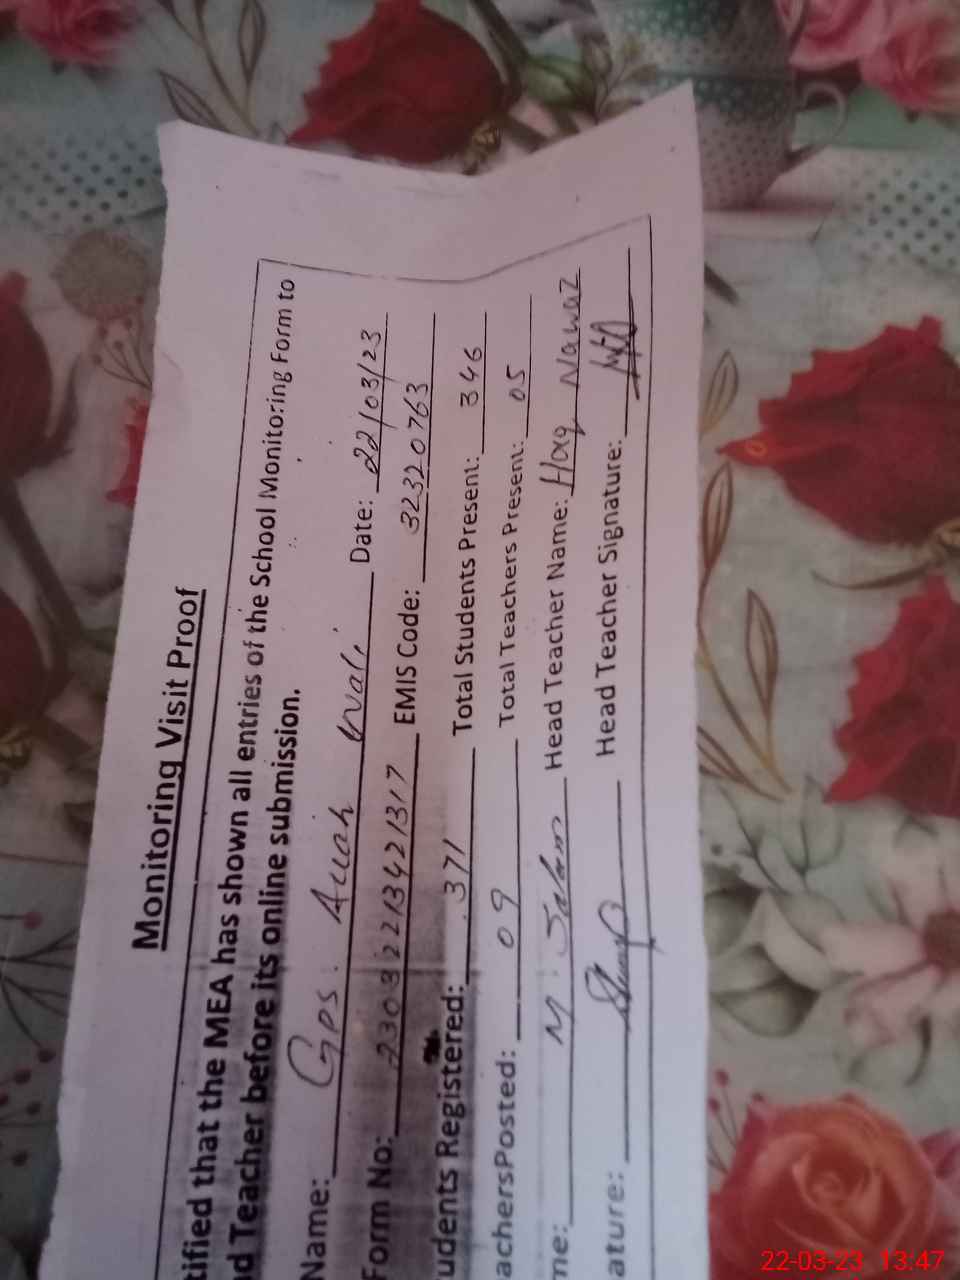 Monitoring Visit Proof
tified that the MEA has shown all entries of the School Monitoring Form to
d Teacher before its online submission.
Name: Gps. Arrah Wali Date: 22/03/23
Form No: 23032213421317 EMIS Code: 32320763
udents Registered: 371 Total Students Present: 346
achersPosted: 09 Total Teachers Present: 05
me: M. Salam Head Teacher Name: Haq Nawaz
ature: Head Teacher Signature:
22-03-23 13:47